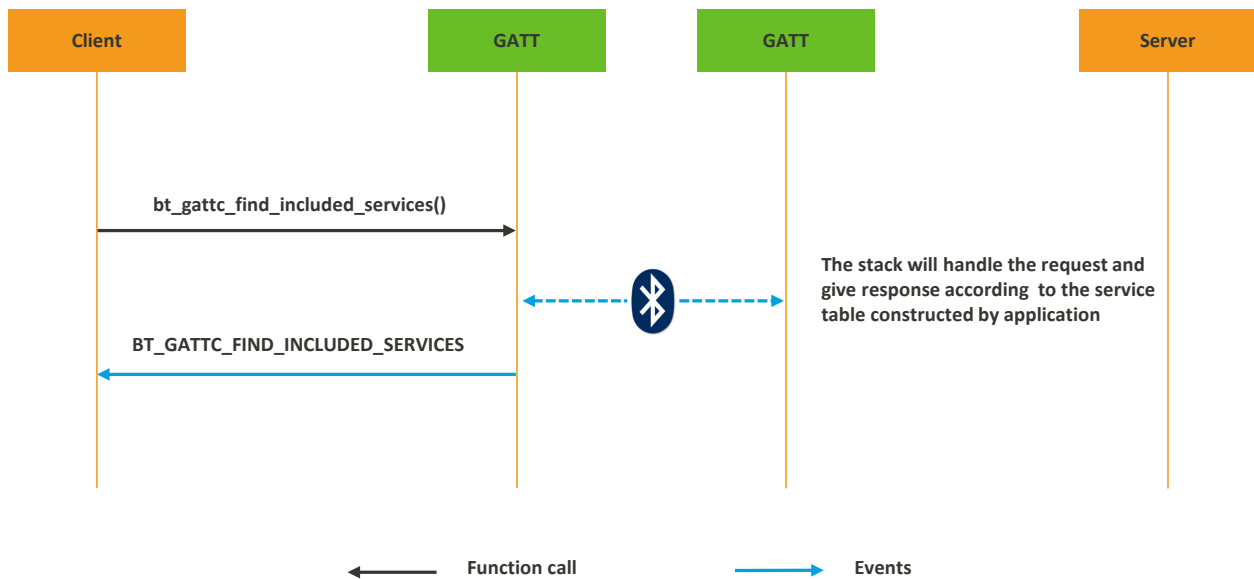 Client
GATT
GATT
Server
bt_gattc_find_included_services()
The stack will handle the request and
give response according to the service
table constructed by application
BT_GATTC_FIND_INCLUDED_SERVICES
Function call
Events